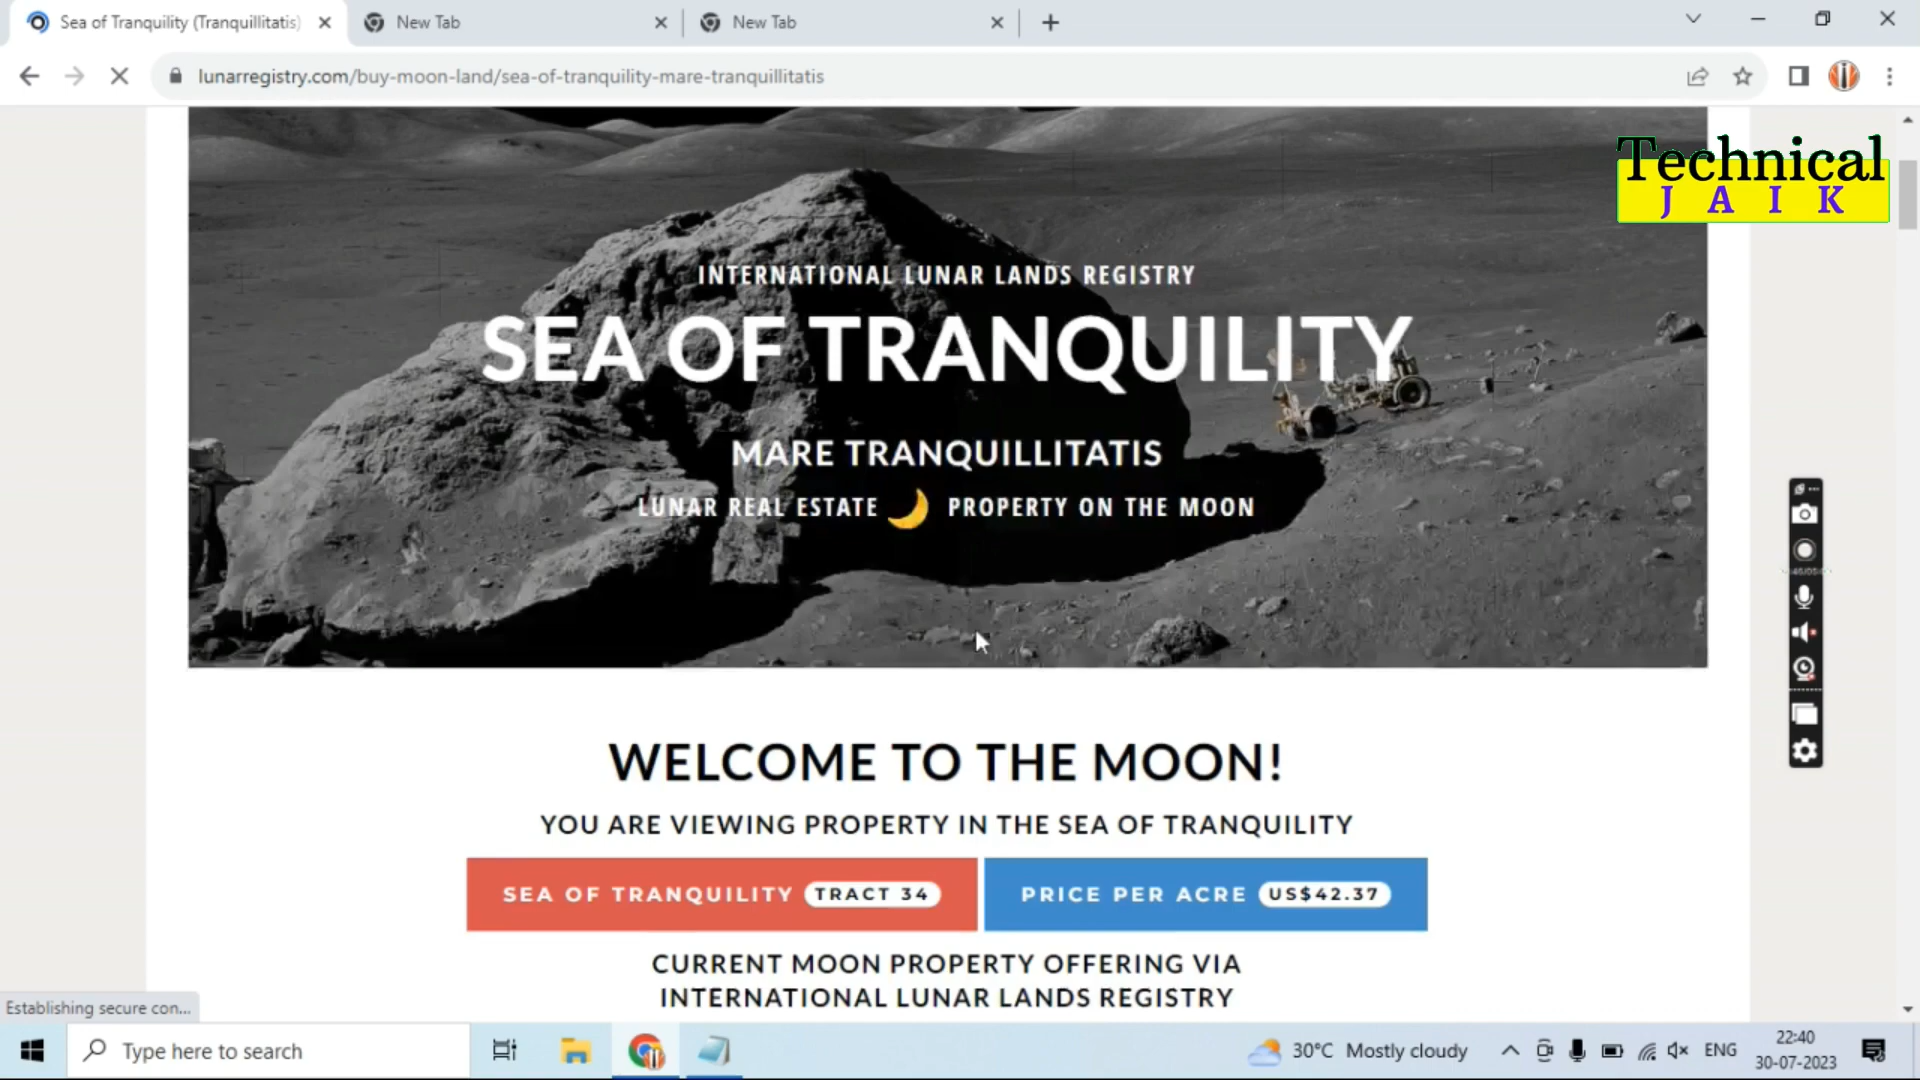 Sea of Tranquility (Tranquillitatis)
New Tab
New Tab
lunarregistry.com/buy-moon-land/sea-of-tranquility-mare-tranquillitatis
Technical
JAIK
INTERNATIONAL LUNAR LANDS REGISTRY
SEA OF TRANQUILITY
MARE TRANQUILLITATIS
LUNAR REAL ESTATE 🌙 PROPERTY ON THE MOON
WELCOME TO THE MOON!
YOU ARE VIEWING PROPERTY IN THE SEA OF TRANQUILITY
SEA OF TRANQUILITY TRACT 34
PRICE PER ACRE US$42.37
CURRENT MOON PROPERTY OFFERING VIA
INTERNATIONAL LUNAR LANDS REGISTRY
Establishing secure con...
Type here to search
30°C Mostly cloudy
ENG
22:40
30-07-2023